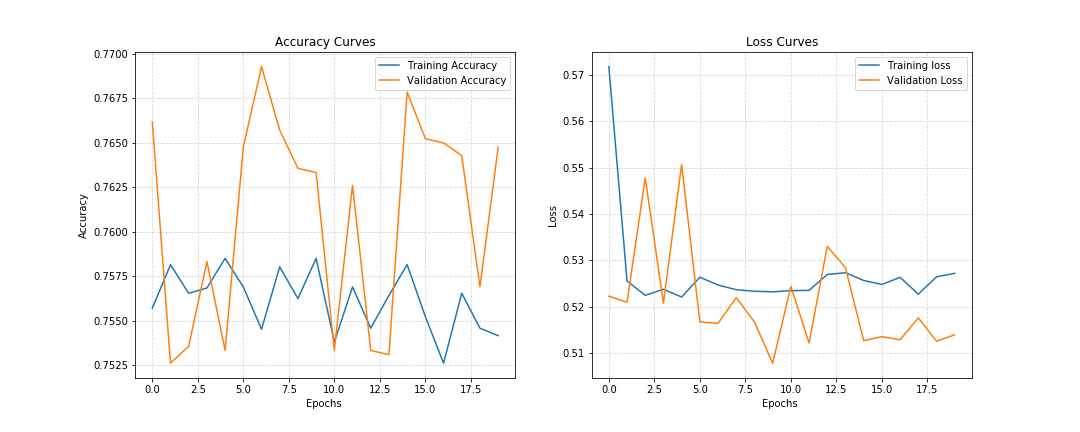 Accuracy Curves
0.7700
0.7675
0.7650
0.7625
0.7600
0.7575
0.7550
0.7525
Accuracy
Training Accuracy
Validation Accuracy
0.0 2.5 5.0 7.5 10.0 12.5 15.0 17.5
Epochs
Loss Curves
0.57
0.56
0.55
0.54
0.53
0.52
0.51
Loss
Training loss
Validation Loss
0.0 2.5 5.0 7.5 10.0 12.5 15.0 17.5
Epochs